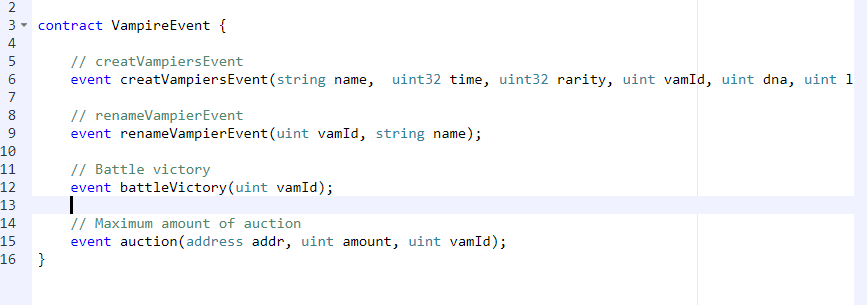 2
3 contract VampireEvent {
4
5 // creatVampiersEvent
6 event creatVampiersEvent(string name,  uint32 time, uint32 rarity, uint vamId, uint dna, uint l
7
8 // renameVampierEvent
9 event renameVampierEvent(uint vamId, string name);
10
11 // Battle victory
12 event battleVictory(uint vamId);
13
14 // Maximum amount of auction
15 event auction(address addr, uint amount, uint vamId);
16 }